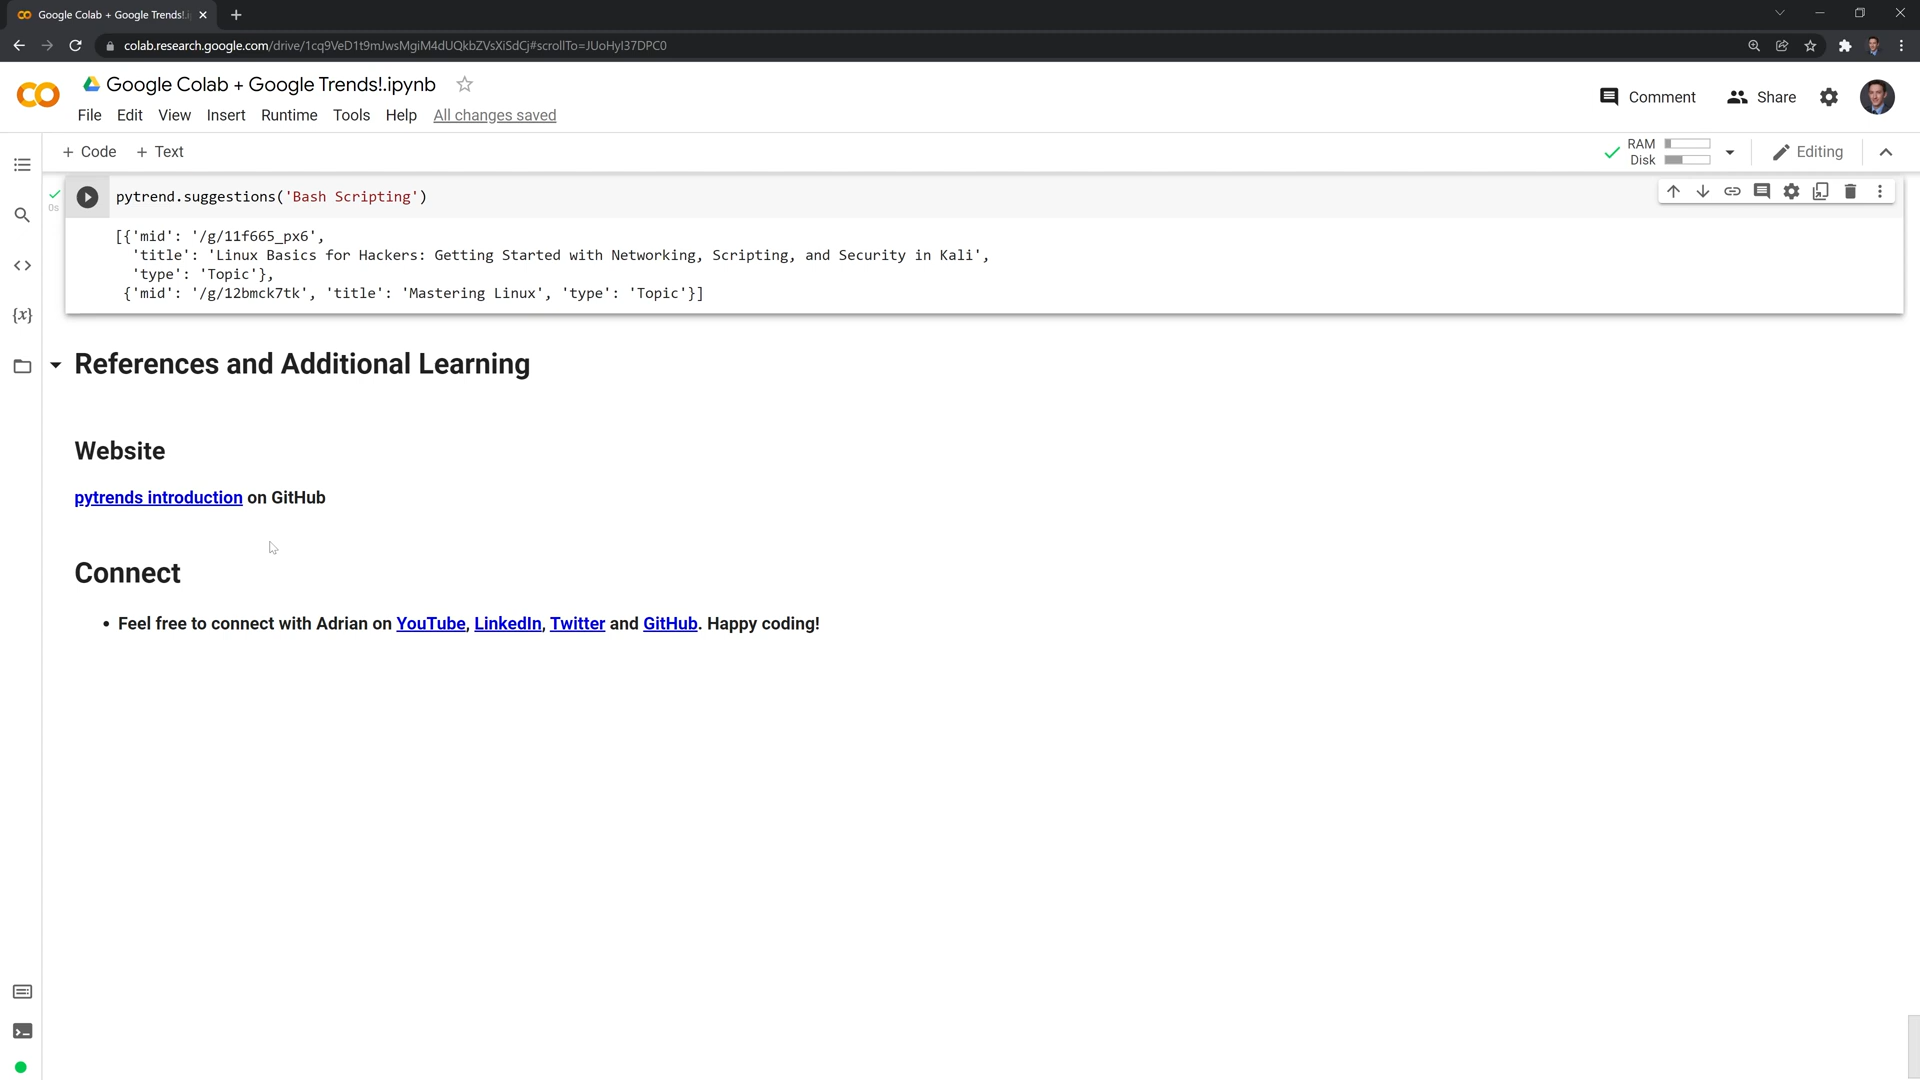 Google Colab + Google Trends!.i
colab.research.google.com/drive/1cq9VeD1t9mJwsMgiM4dUQkbZVsXiSdCj#scrollTo=JUoHyI37DPC0
Google Colab + Google Trends!.ipynb
Comment
Share
File Edit View Insert Runtime Tools Help All changes saved
+ Code + Text
RAM
Disk
Editing
0s
pytrend.suggestions('Bash Scripting')
[{'mid': '/g/11f665_px6',
'title': 'Linux Basics for Hackers: Getting Started with Networking, Scripting, and Security in Kali',
'type': 'Topic'},
{'mid': '/g/12bmck7tk', 'title': 'Mastering Linux', 'type': 'Topic'}]
{x}
References and Additional Learning
Website
pytrends introduction on GitHub
Connect
• Feel free to connect with Adrian on YouTube, LinkedIn, Twitter and GitHub. Happy coding!